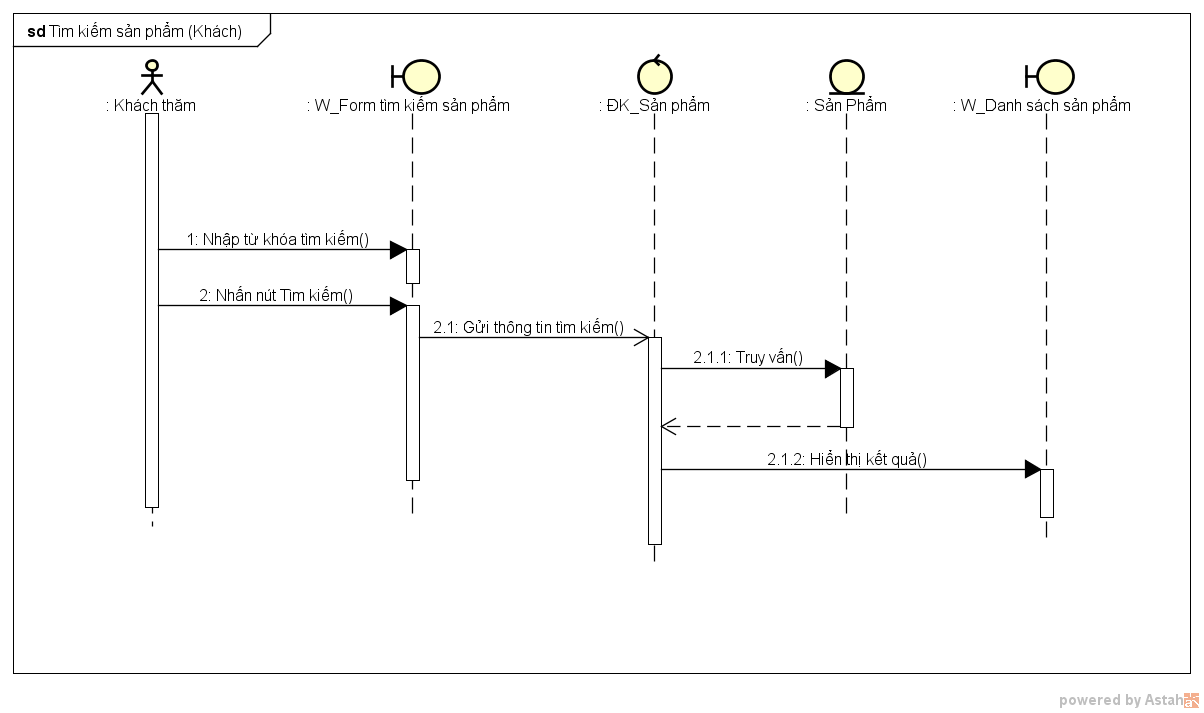 sd Tìm kiếm sản phẩm (Khách)
: Khách thăm
: W_Form tìm kiếm sản phẩm
: ĐK_Sản phẩm
: Sản Phẩm
: W_Danh sách sản phẩm
1: Nhập từ khóa tìm kiếm()
2: Nhấn nút Tìm kiếm()
2.1: Gửi thông tin tìm kiếm()
2.1.1: Truy vấn()
2.1.2: Hiển thị kết quả()
powered by Astah